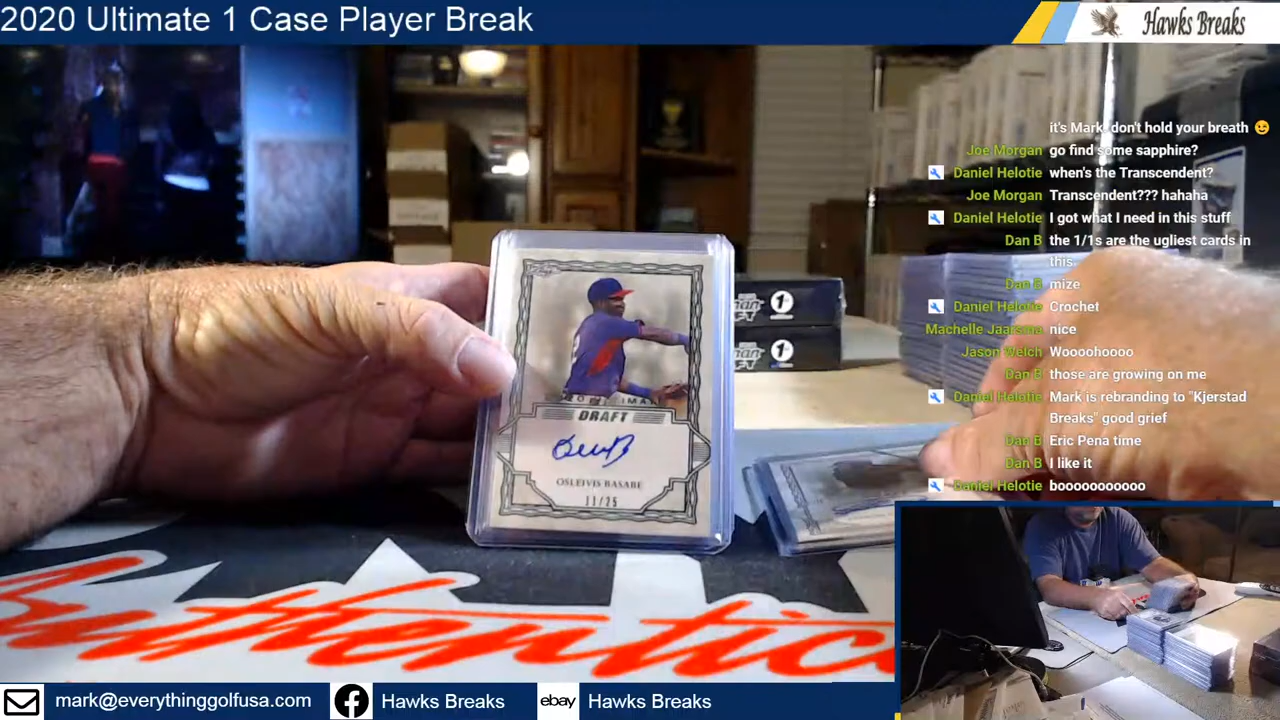 2020 Ultimate 1 Case Player Break
Hawks Breaks
it's Mark, don't hold your breath 😉
Joe Morgan go find some sapphire?
Daniel Helotie when's the Transcendent?
Joe Morgan Transcendent??? hahaha
Daniel Helotie I got what I need in this stuff
Dan B the 1/1s are the ugliest cards in
this
Dan B mize
Daniel Helotie Crochet
Machelle Jaarsma nice
Jason Welch Woooohoooo
Dan B those are growing on me
Daniel Helotie Mark is rebranding to "Kjerstad
Breaks" good grief
Dan B Eric Pena time
Dan B I like it
Daniel Helotie booooooooooo
1st
1st
DRAFT
OSLEIVIS BASABE
11/25
Authentic
mark@everythinggolfusa.com
Hawks Breaks
ebay
Hawks Breaks